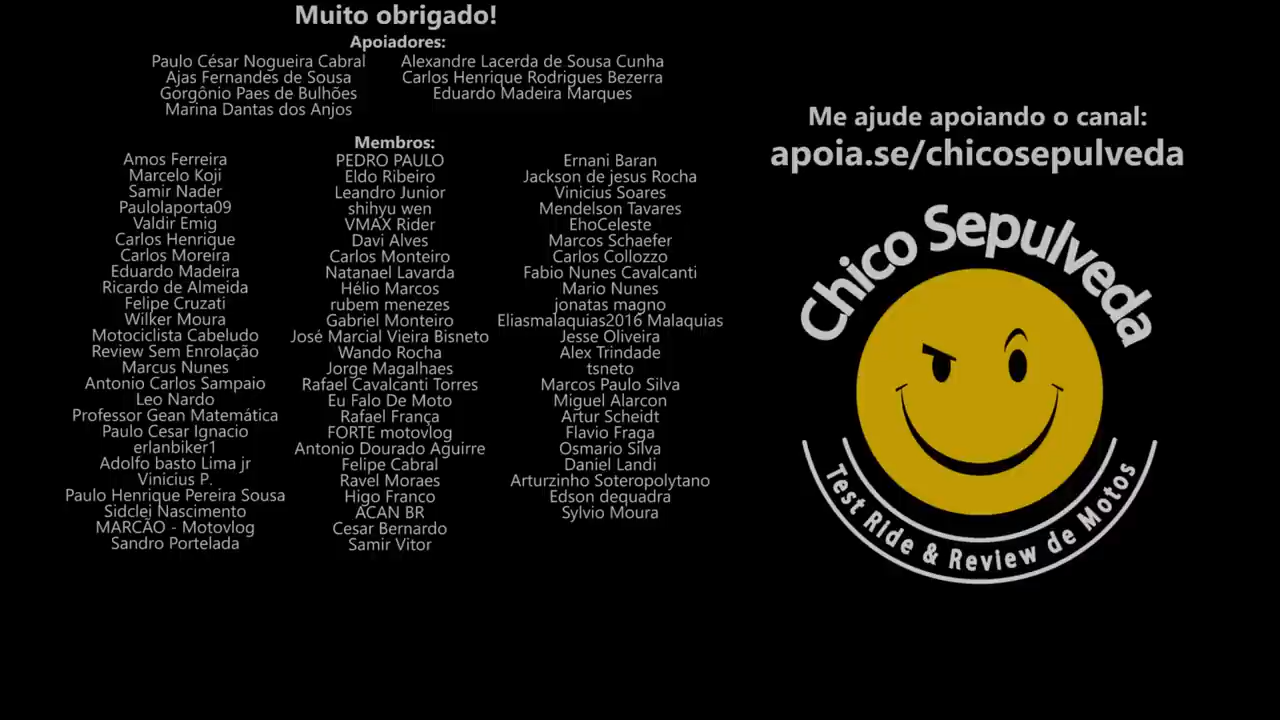 Muito obrigado!
Apoiadores:
Paulo César Nogueira Cabral
Ajas Fernandes de Sousa
Gorgônio Paes de Bulhões
Marina Dantas dos Anjos
Alexandre Lacerda de Sousa Cunha
Carlos Henrique Rodrigues Bezerra
Eduardo Madeira Marques
Membros:
Amos Ferreira
Marcelo Koji
Samir Nader
Paulolaporta09
Valdir Emig
Carlos Henrique
Carlos Moreira
Eduardo Madeira
Ricardo de Almeida
Felipe Cruzati
Wilker Moura
Motociclista Cabeludo
Review Sem Enrolação
Marcus Nunes
Antonio Carlos Sampaio
Leo Nardo
Professor Gean Matemática
Paulo Cesar Ignacio
erlanbiker1
Adolfo basto Lima jr
Vinicius P.
Paulo Henrique Pereira Sousa
Sidclei Nascimento
MARCÃO - Motovlog
Sandro Portelada
PEDRO PAULO
Eldo Ribeiro
Leandro Junior
shihyu wen
VMAX Rider
Davi Alves
Carlos Monteiro
Natanael Lavarda
Hélio Marcos
rubem menezes
Gabriel Monteiro
José Marcial Vieira Bisneto
Wando Rocha
Jorge Magalhaes
Rafael Cavalcanti Torres
Eu Falo De Moto
Rafael França
FORTE motovlog
Antonio Dourado Aguirre
Felipe Cabral
Ravel Moraes
Higo Franco
ACAN BR
Cesar Bernardo
Samir Vitor
Ernani Baran
Jackson de jesus Rocha
Vinicius Soares
Mendelson Tavares
EhoCeleste
Marcos Schaefer
Carlos Collozzo
Fabio Nunes Cavalcanti
Mario Nunes
jonatas magno
Eliasmalaquias2016 Malaquias
Jesse Oliveira
Alex Trindade
tsneto
Marcos Paulo Silva
Miguel Alarcon
Artur Scheidt
Flavio Fraga
Osmario Silva
Daniel Landi
Arturzinho Soteropolytano
Edson dequadra
Sylvio Moura
Me ajude apoiando o canal:
apoia.se/chicosepulveda
Chico Sepulveda
Test Ride & Review de Motos